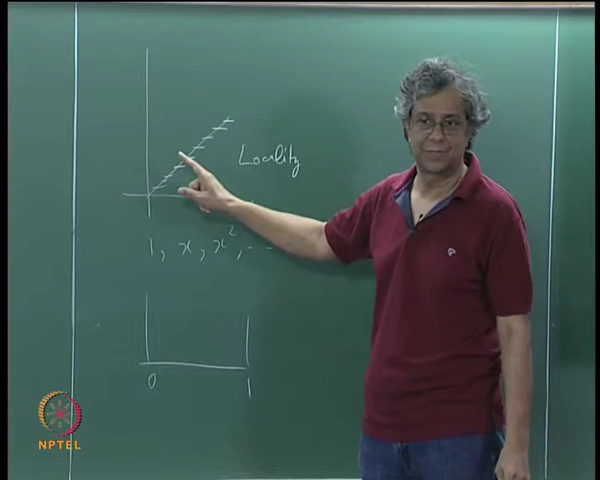 Locality
1, x, x², - -
0 1
NPTEL